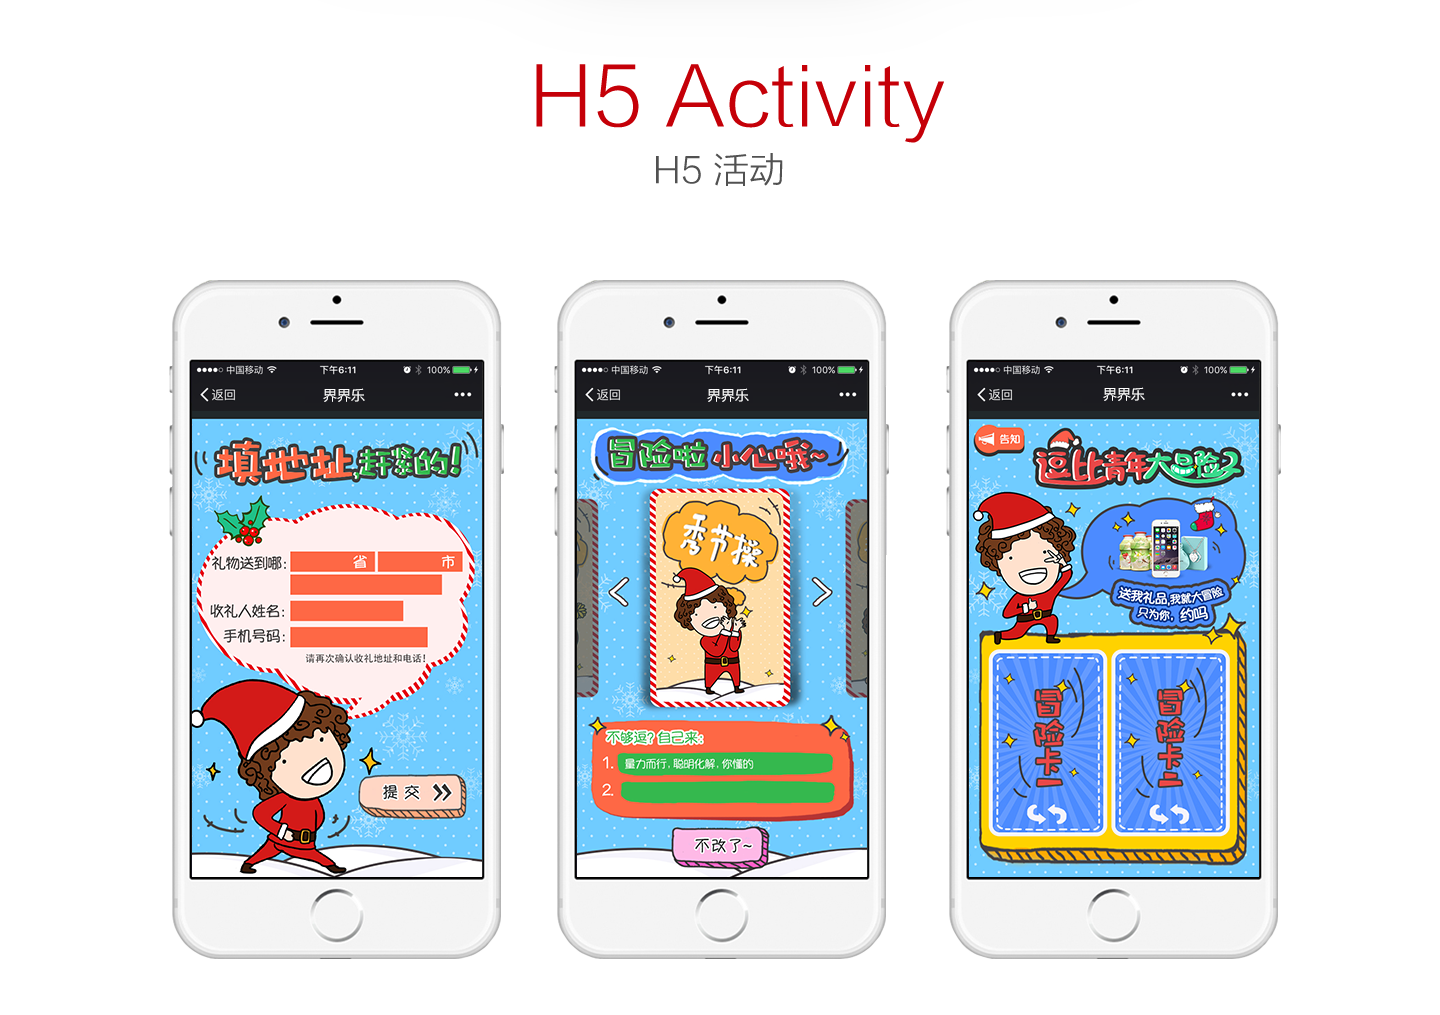 H5 Activity
H5 活动
中国移动 下午6:11 100%
返回 界界乐
填地址,赶紧的!
礼物送到哪: 省 市
收礼人姓名:
手机号码:
请再次确认收礼地址和电话!
提 交
中国移动 下午6:11 100%
返回 界界乐
冒险啦 小心哦~
秀节操
不够逗? 自己来:
1. 量力而行, 聪明化解, 你懂的
2.
不改了~
中国移动 下午6:11 100%
返回 界界乐
告知
逗比青年大冒险2
送我礼品,我就大冒险
只为你, 约吗
冒险卡一
冒险卡二